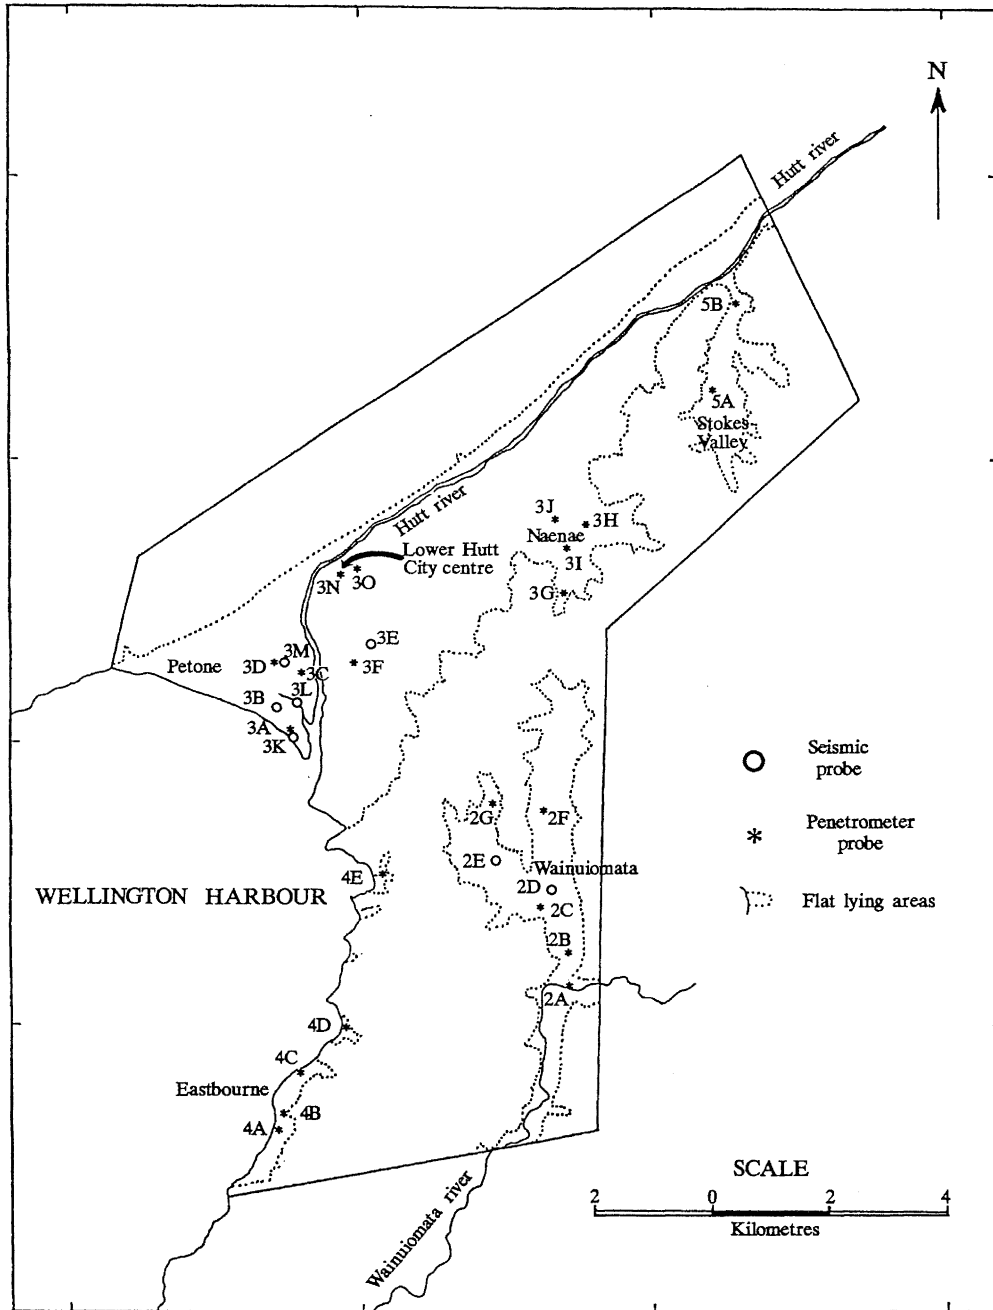 N
Hutt river
5B
5A
Stokes
Valley
3J
3H
Hutt river
Naenae
Lower Hutt
City centre
3I
3N
3O
3G
3E
3M
Petone
3D
3C
3F
3L
3B
3A
3K
Seismic
probe
2G
2F
Penetrometer
probe
2E
Wainuiomata
4E
2D
WELLINGTON HARBOUR
2C
Flat lying areas
2B
2A
4D
4C
Eastbourne
4B
4A
SCALE
2 0 2 4
Kilometres
Wainuiomata river